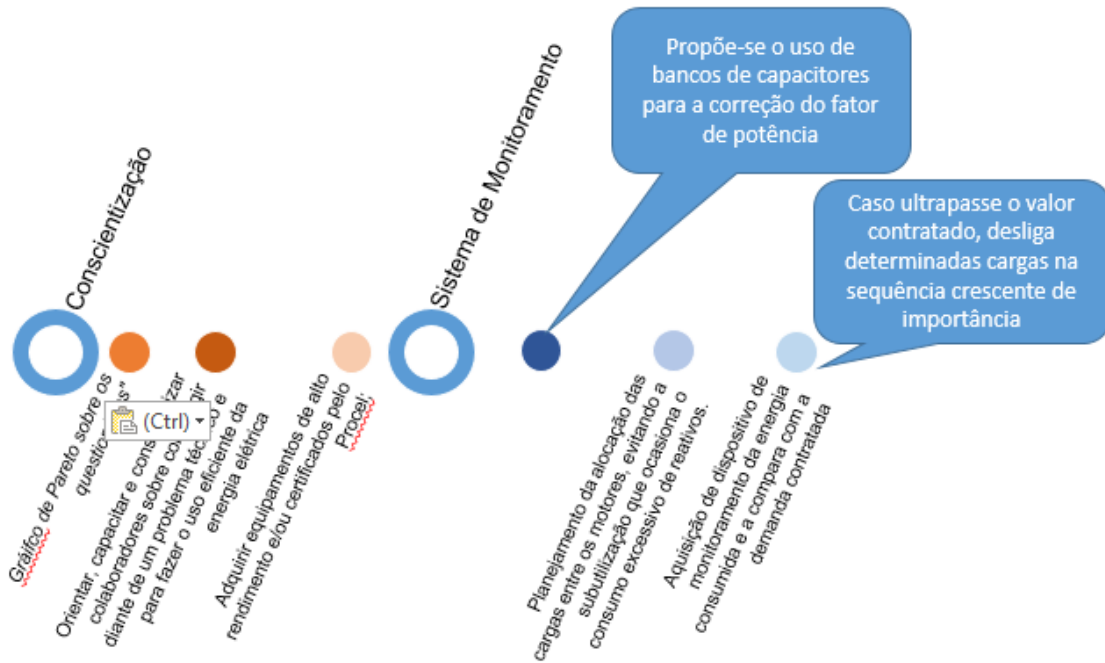 Conscientização
Gráifco de Pareto sobre os
Orientar, capacitar e
colaboradores sobre
diante de um problema técnico e
para fazer o uso eficiente da
energia elétrica
Adquirir equipamentos de alto
rendimento e/ou certificados pelo
Procel;
(Ctrl)
Sistema de Monitoramento
Propõe-se o uso de
bancos de capacitores
para a correção do fator
de potência
Planejamento da alocação das
cargas entre os motores, evitando a
subutilização que ocasiona o
consumo excessivo de reativos.
Caso ultrapasse o valor
contratado, desliga
determinadas cargas na
sequência crescente de
importância
Aquisição de dispositivo de
monitoramento da energia
consumida e a compara com a
demanda contratada